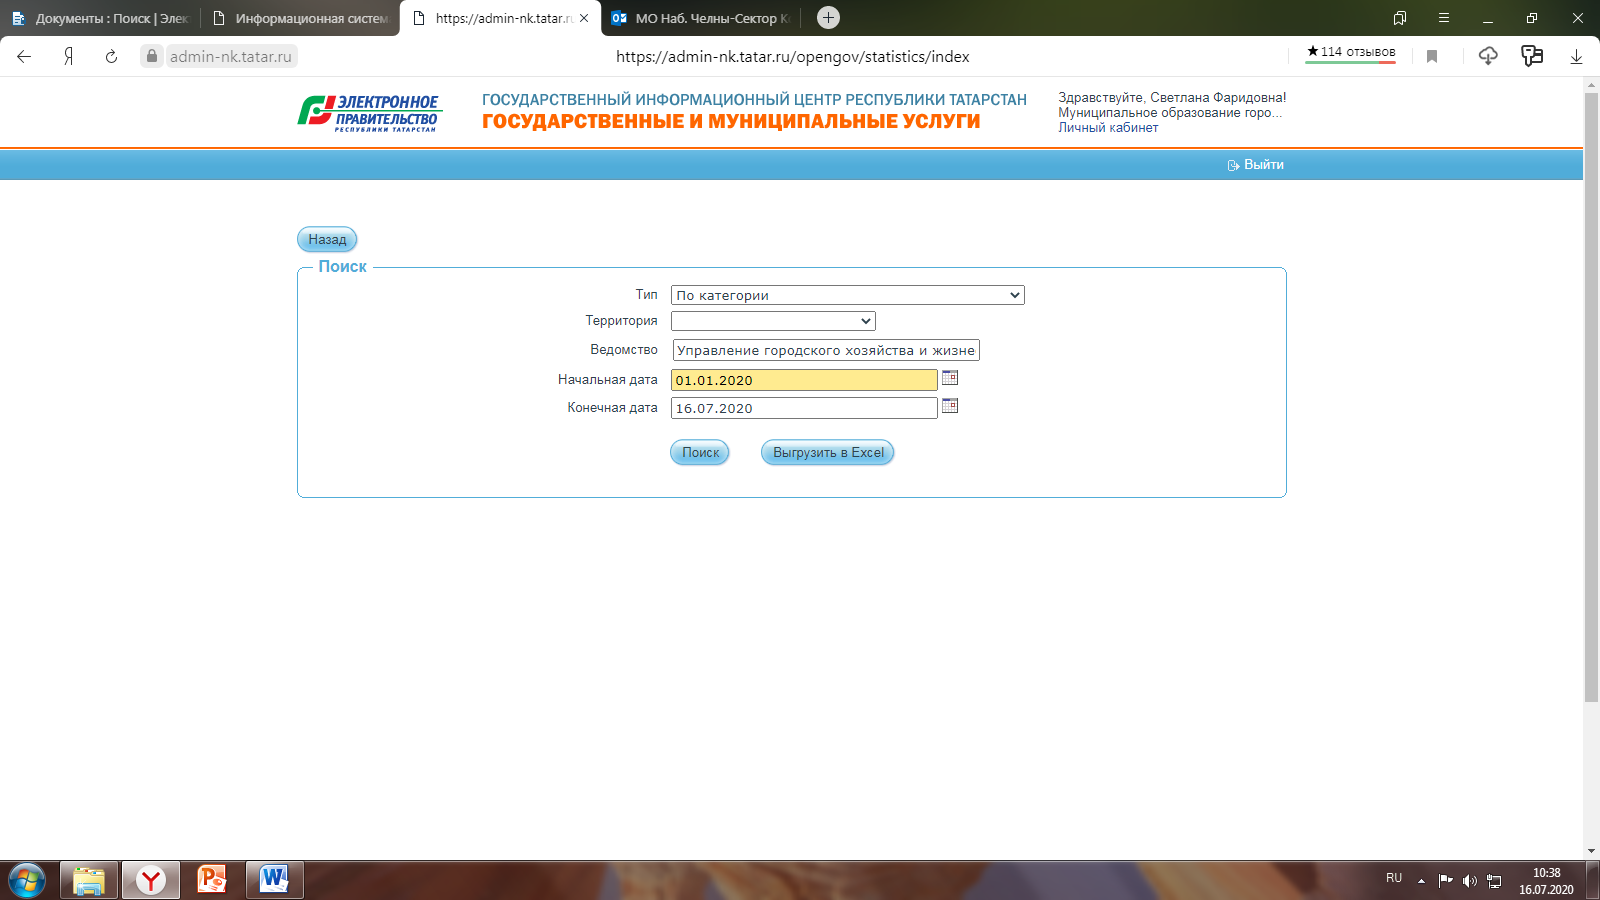 Документы : Поиск | Элек
Информационная систем
https://admin-nk.tatar.ru
МО Наб. Челны-Сектор К
admin-nk.tatar.ru
https://admin-nk.tatar.ru/opengov/statistics/index
★114 отзывов
ЭЛЕКТРОННОЕ
ПРАВИТЕЛЬСТВО
РЕСПУБЛИКИ ТАТАРСТАН
ГОСУДАРСТВЕННЫЙ ИНФОРМАЦИОННЫЙ ЦЕНТР РЕСПУБЛИКИ ТАТАРСТАН
ГОСУДАРСТВЕННЫЕ И МУНИЦИПАЛЬНЫЕ УСЛУГИ
Здравствуйте, Светлана Фаридовна!
Муниципальное образование горо...
Личный кабинет
Выйти
Назад
Поиск
Тип
По категории
Территория
Ведомство
Управление городского хозяйства и жизне
Начальная дата
01.01.2020
Конечная дата
16.07.2020
Поиск
Выгрузить в Excel
RU
10:38
16.07.2020